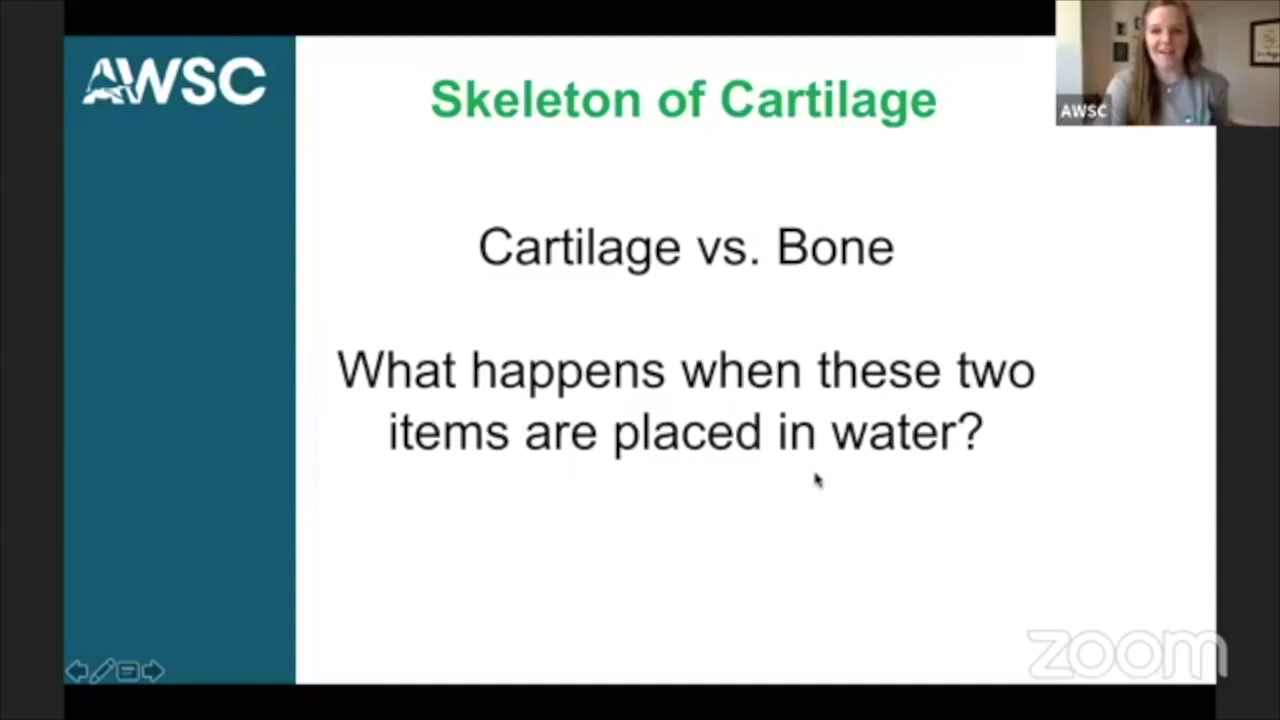 AWSC
Skeleton of Cartilage
AWSC
Cartilage vs. Bone
What happens when these two
items are placed in water?
zoom